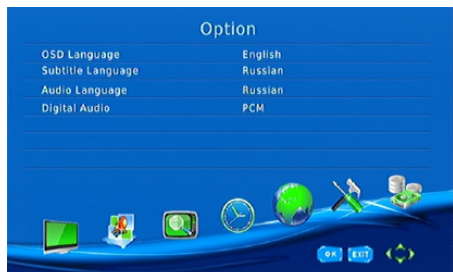 Option
OSD Language English
Subtitle Language Russian
Audio Language Russian
Digital Audio PCM
OK EXIT